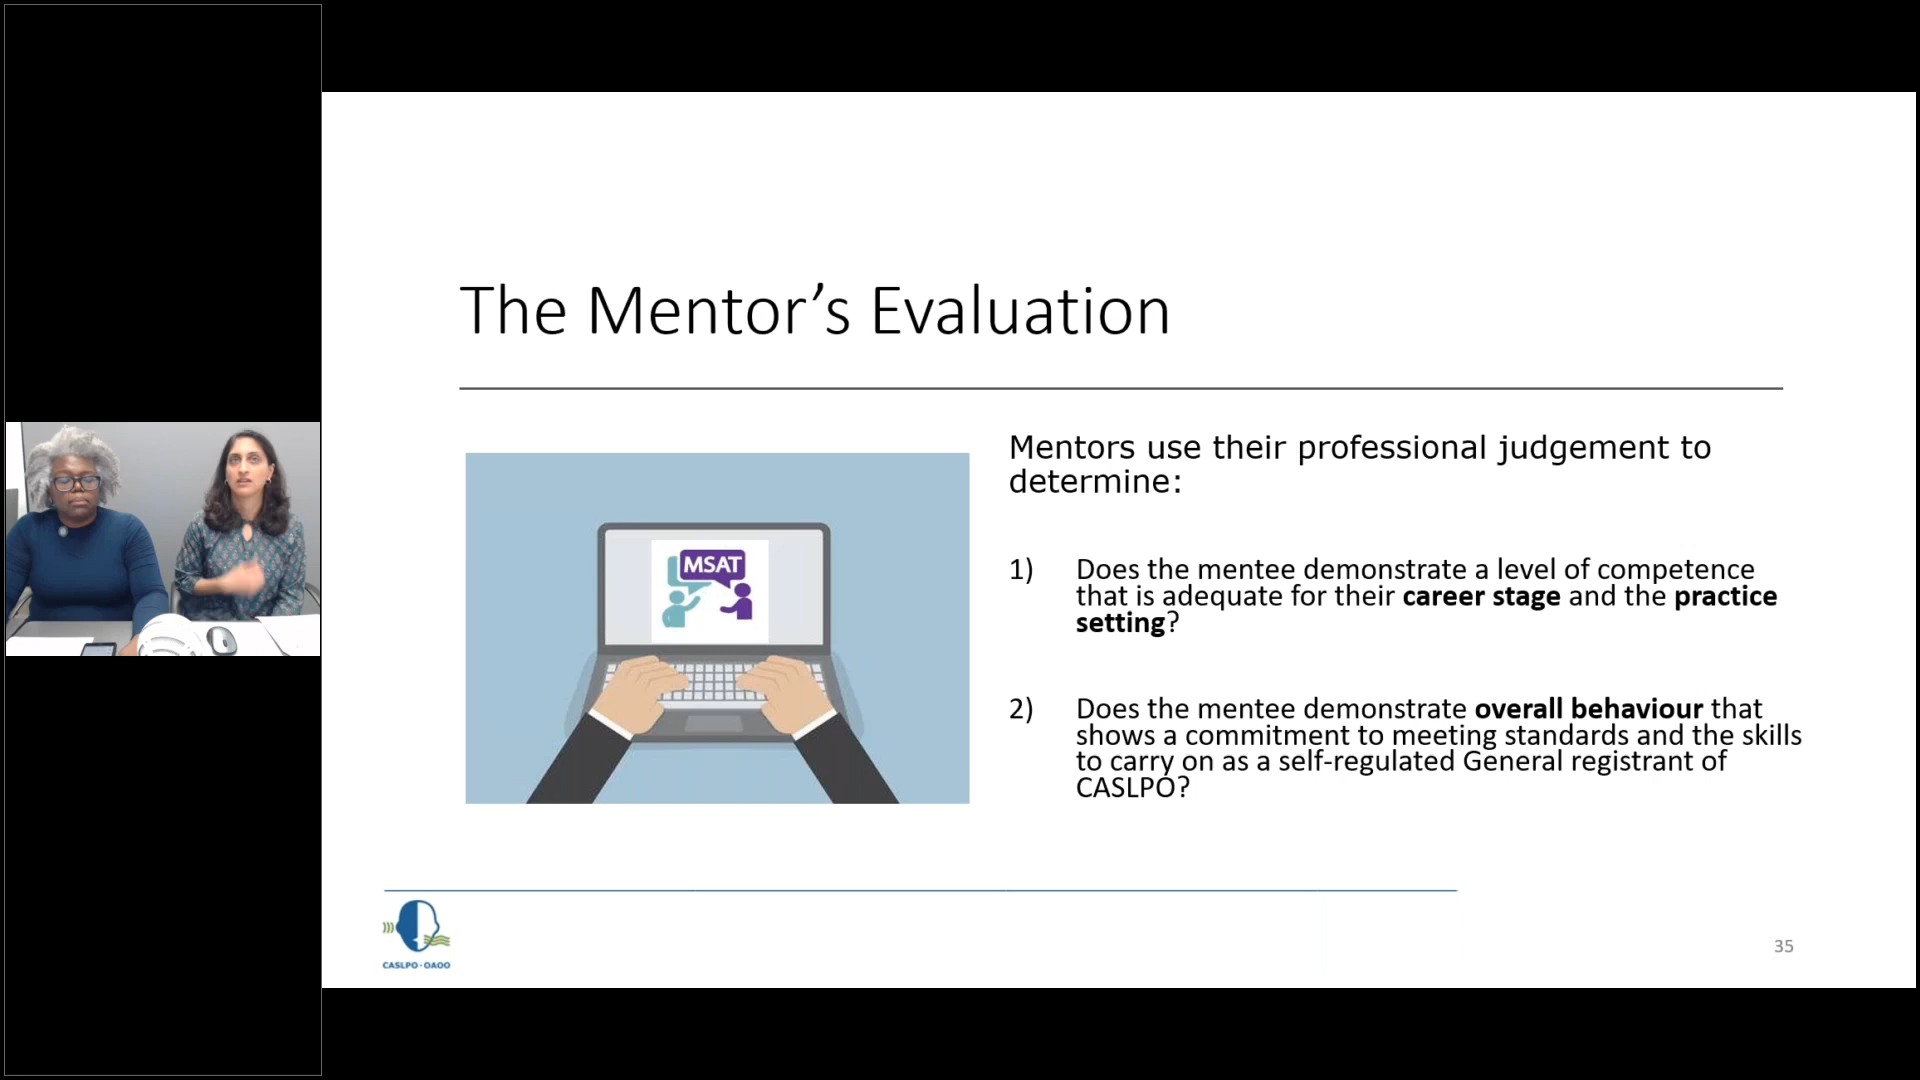 The Mentor’s Evaluation
MSAT
Mentors use their professional judgement to
determine:
1) Does the mentee demonstrate a level of competence
that is adequate for their career stage and the practice
setting?
2) Does the mentee demonstrate overall behaviour that
shows a commitment to meeting standards and the skills
to carry on as a self-regulated General registrant of
CASLPO?
CASLPO•OAOO
35